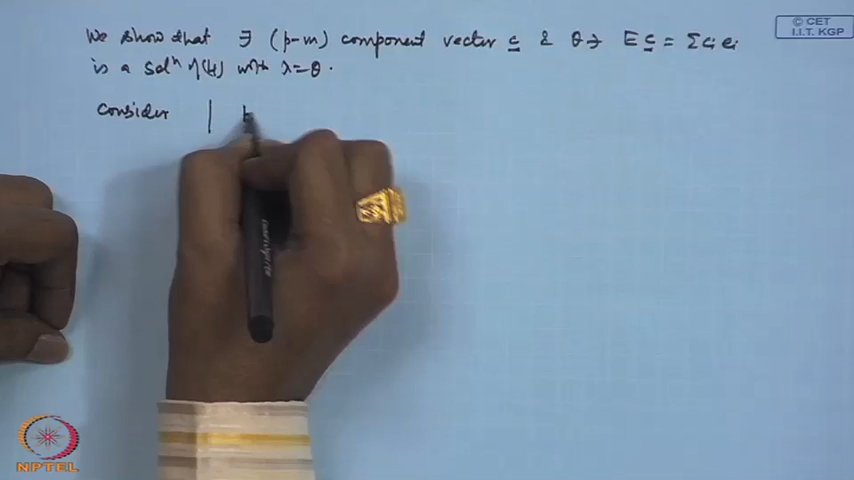 We show that ∃ (p-m) component vector c & θ ∋ E c = Σ ci ei
is a solⁿ of (4) with λ=θ.
Consider |
© CET
I.I.T. KGP
NPTEL